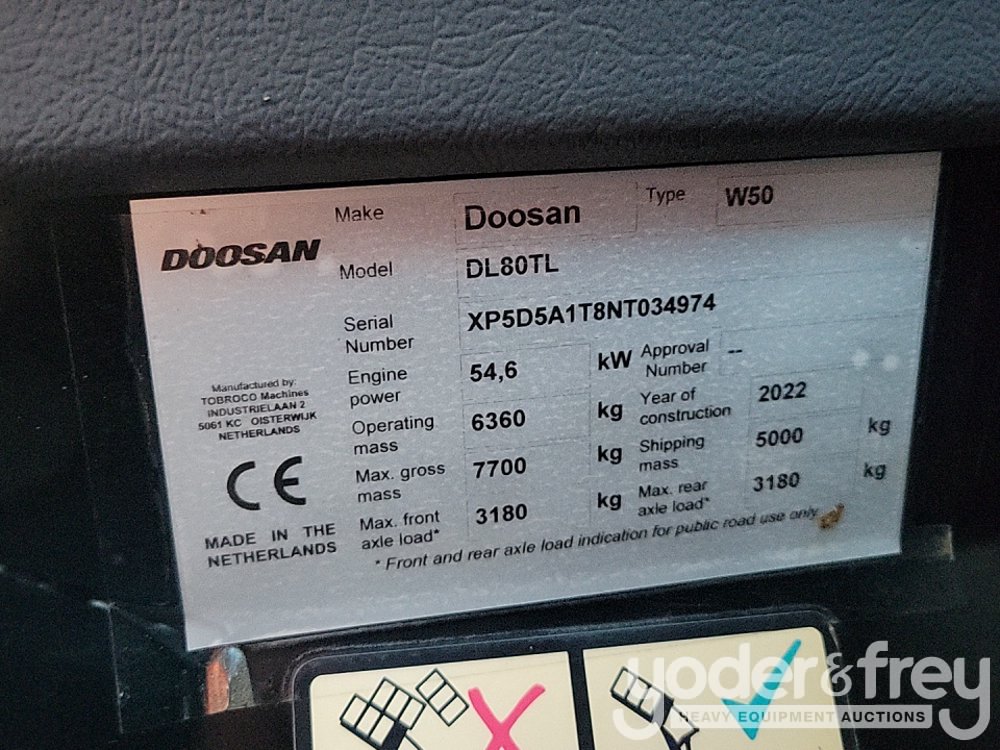 DOOSAN
Make Doosan Type W50
Model DL80TL
Serial Number XP5D5A1T8NT034974
Engine power 54,6 kW Approval Number --
Operating mass 6360 kg Year of construction 2022
Max. gross mass 7700 kg Shipping mass 5000 kg
Max. front axle load* 3180 kg Max. rear axle load* 3180 kg
* Front and rear axle load indication for public road use only
Manufactured by:
TOBROCO Machines
INDUSTRIELAAN 2
5061 KC OISTERWIJK
NETHERLANDS
CE
MADE IN THE
NETHERLANDS
yoder&frey
HEAVY EQUIPMENT AUCTIONS